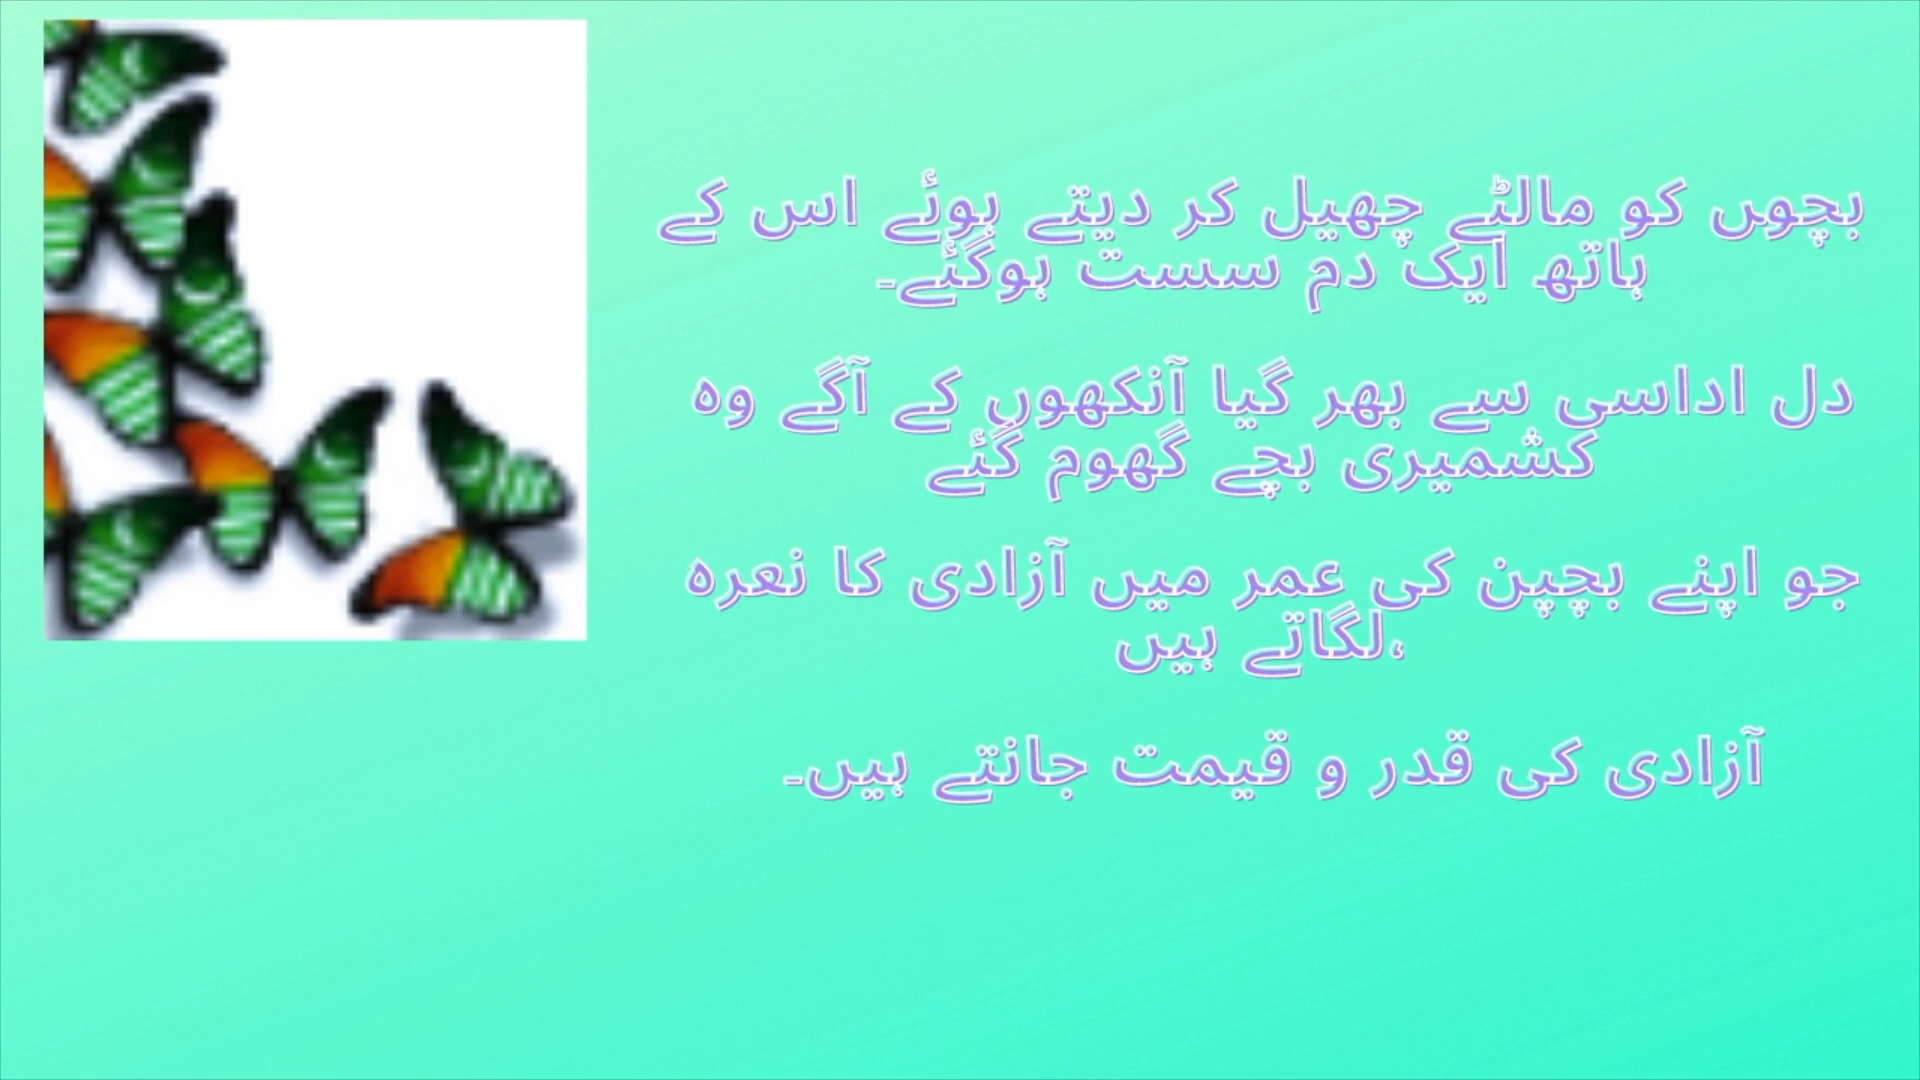 بچوں کو مالٹے چھیل کر دیتے ہوئے اس کے
ہاتھ ایک دم سست ہوگئے۔
دل اداسی سے بھر گیا آنکھوں کے آگے وہ
کشمیری بچے گھوم گئے
جو اپنے بچپن کی عمر میں آزادی کا نعرہ
لگاتے ہیں،
آزادی کی قدر و قیمت جانتے ہیں۔